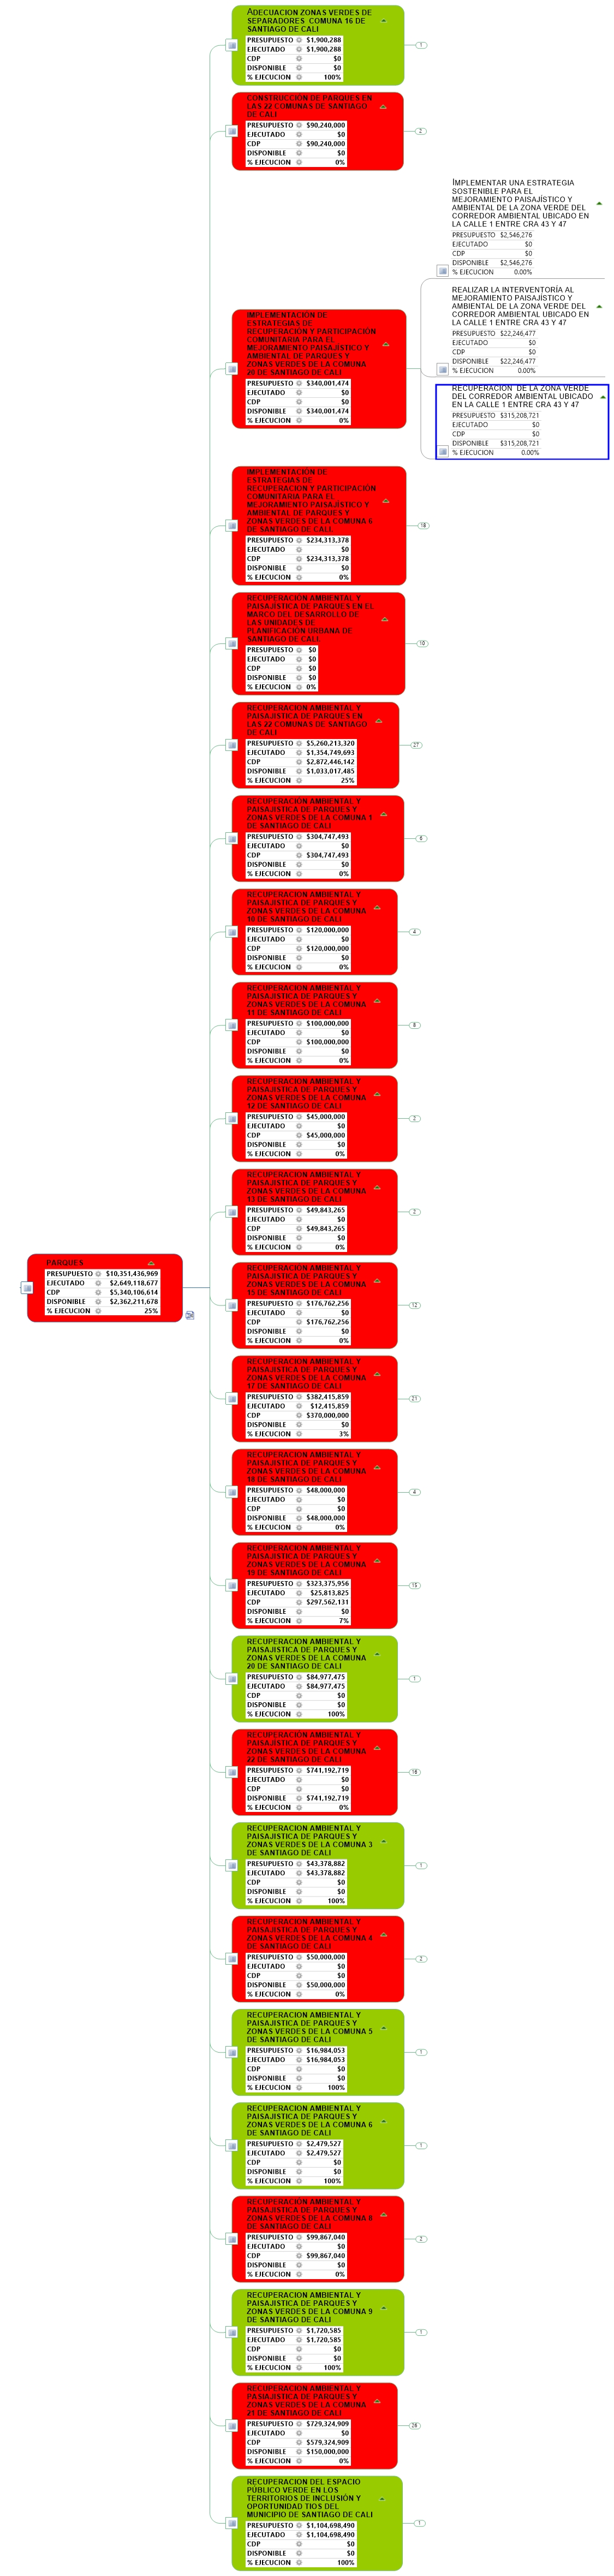 PARQUES
PRESUPUESTO $10,351,436,969
EJECUTADO $2,649,118,677
CDP $5,340,106,614
DISPONIBLE $2,362,211,678
% EJECUCION 25%
ADECUACION ZONAS VERDES DE
SEPARADORES COMUNA 16 DE
SANTIAGO DE CALI
PRESUPUESTO $1,900,288
EJECUTADO $1,900,288
CDP $0
DISPONIBLE $0
% EJECUCION 100%
1
CONSTRUCCIÓN DE PARQUES EN
LAS 22 COMUNAS DE SANTIAGO
DE CALI
PRESUPUESTO $90,240,000
EJECUTADO $0
CDP $90,240,000
DISPONIBLE $0
% EJECUCION 0%
2
IMPLEMENTACIÓN DE
ESTRATEGIAS DE
RECUPERACIÓN Y PARTICIPACIÓN
COMUNITARIA PARA EL
MEJORAMIENTO PAISAJÍSTICO Y
AMBIENTAL DE PARQUES Y
ZONAS VERDES DE LA COMUNA
20 DE SANTIAGO DE CALI
PRESUPUESTO $340,001,474
EJECUTADO $0
CDP $0
DISPONIBLE $340,001,474
% EJECUCION 0%
IMPLEMENTAR UNA ESTRATEGIA
SOSTENIBLE PARA EL
MEJORAMIENTO PAISAJÍSTICO Y
AMBIENTAL DE LA ZONA VERDE DEL
CORREDOR AMBIENTAL UBICADO EN
LA CALLE 1 ENTRE CRA 43 Y 47
PRESUPUESTO $2,546,276
EJECUTADO $0
CDP $0
DISPONIBLE $2,546,276
% EJECUCION 0.00%
REALIZAR LA INTERVENTORÍA AL
MEJORAMIENTO PAISAJÍSTICO Y
AMBIENTAL DE LA ZONA VERDE DEL
CORREDOR AMBIENTAL UBICADO EN
LA CALLE 1 ENTRE CRA 43 Y 47
PRESUPUESTO $22,246,477
EJECUTADO $0
CDP $0
DISPONIBLE $22,246,477
% EJECUCION 0.00%
RECUPERACIÓN DE LA ZONA VERDE
DEL CORREDOR AMBIENTAL UBICADO
EN LA CALLE 1 ENTRE CRA 43 Y 47
PRESUPUESTO $315,208,721
EJECUTADO $0
CDP $0
DISPONIBLE $315,208,721
% EJECUCION 0.00%
IMPLEMENTACIÓN DE
ESTRATEGIAS DE
RECUPERACION Y PARTICIPACIÓN
COMUNITARIA PARA EL
MEJORAMIENTO PAISAJÍSTICO Y
AMBIENTAL DE PARQUES Y
ZONAS VERDES DE LA COMUNA 6
DE SANTIAGO DE CALI.
PRESUPUESTO $234,313,378
EJECUTADO $0
CDP $234,313,378
DISPONIBLE $0
% EJECUCION 0%
18
RECUPERACIÓN AMBIENTAL Y
PAISAJÍSTICA DE PARQUES EN EL
MARCO DEL DESARROLLO DE
LAS UNIDADES DE
PLANIFICACIÓN URBANA DE
SANTIAGO DE CALI.
PRESUPUESTO $0
EJECUTADO $0
CDP $0
DISPONIBLE $0
% EJECUCION 0%
10
RECUPERACIÓN AMBIENTAL Y
PAISAJISTICA DE PARQUES EN
LAS 22 COMUNAS DE SANTIAGO
DE CALI
PRESUPUESTO $5,260,213,320
EJECUTADO $1,354,749,693
CDP $2,872,446,142
DISPONIBLE $1,033,017,485
% EJECUCION 25%
27
RECUPERACIÓN AMBIENTAL Y
PAISAJISTICA DE PARQUES Y
ZONAS VERDES DE LA COMUNA 1
DE SANTIAGO DE CALI
PRESUPUESTO $304,747,493
EJECUTADO $0
CDP $304,747,493
DISPONIBLE $0
% EJECUCION 0%
6
RECUPERACIÓN AMBIENTAL Y
PAISAJISTICA DE PARQUES Y
ZONAS VERDES DE LA COMUNA
10 DE SANTIAGO DE CALI
PRESUPUESTO $120,000,000
EJECUTADO $0
CDP $120,000,000
DISPONIBLE $0
% EJECUCION 0%
4
RECUPERACIÓN AMBIENTAL Y
PAISAJISTICA DE PARQUES Y
ZONAS VERDES DE LA COMUNA
11 DE SANTIAGO DE CALI
PRESUPUESTO $100,000,000
EJECUTADO $0
CDP $100,000,000
DISPONIBLE $0
% EJECUCION 0%
8
RECUPERACIÓN AMBIENTAL Y
PAISAJISTICA DE PARQUES Y
ZONAS VERDES DE LA COMUNA
12 DE SANTIAGO DE CALI
PRESUPUESTO $45,000,000
EJECUTADO $0
CDP $45,000,000
DISPONIBLE $0
% EJECUCION 0%
2
RECUPERACIÓN AMBIENTAL Y
PAISAJISTICA DE PARQUES Y
ZONAS VERDES DE LA COMUNA
13 DE SANTIAGO DE CALI
PRESUPUESTO $49,843,265
EJECUTADO $0
CDP $49,843,265
DISPONIBLE $0
% EJECUCION 0%
2
RECUPERACIÓN AMBIENTAL Y
PAISAJISTICA DE PARQUES Y
ZONAS VERDES DE LA COMUNA
15 DE SANTIAGO DE CALI
PRESUPUESTO $176,762,256
EJECUTADO $0
CDP $176,762,256
DISPONIBLE $0
% EJECUCION 0%
12
RECUPERACIÓN AMBIENTAL Y
PAISAJISTICA DE PARQUES Y
ZONAS VERDES DE LA COMUNA
17 DE SANTIAGO DE CALI
PRESUPUESTO $382,415,859
EJECUTADO $12,415,859
CDP $370,000,000
DISPONIBLE $0
% EJECUCION 3%
21
RECUPERACIÓN AMBIENTAL Y
PAISAJISTICA DE PARQUES Y
ZONAS VERDES DE LA COMUNA
18 DE SANTIAGO DE CALI
PRESUPUESTO $48,000,000
EJECUTADO $0
CDP $0
DISPONIBLE $48,000,000
% EJECUCION 0%
4
RECUPERACIÓN AMBIENTAL Y
PAISAJISTICA DE PARQUES Y
ZONAS VERDES DE LA COMUNA
19 DE SANTIAGO DE CALI
PRESUPUESTO $323,375,956
EJECUTADO $25,813,825
CDP $297,562,131
DISPONIBLE $0
% EJECUCION 7%
15
RECUPERACION AMBIENTAL Y
PAISAJISTICA DE PARQUES Y
ZONAS VERDES DE LA COMUNA
20 DE SANTIAGO DE CALI
PRESUPUESTO $84,977,475
EJECUTADO $84,977,475
CDP $0
DISPONIBLE $0
% EJECUCION 100%
1
RECUPERACIÓN AMBIENTAL Y
PAISAJISTICA DE PARQUES Y
ZONAS VERDES DE LA COMUNA
22 DE SANTIAGO DE CALI
PRESUPUESTO $741,192,719
EJECUTADO $0
CDP $0
DISPONIBLE $741,192,719
% EJECUCION 0%
16
RECUPERACION AMBIENTAL Y
PAISAJISTICA DE PARQUES Y
ZONAS VERDES DE LA COMUNA 3
DE SANTIAGO DE CALI
PRESUPUESTO $43,378,882
EJECUTADO $43,378,882
CDP $0
DISPONIBLE $0
% EJECUCION 100%
1
RECUPERACIÓN AMBIENTAL Y
PAISAJISTICA DE PARQUES Y
ZONAS VERDES DE LA COMUNA 4
DE SANTIAGO DE CALI
PRESUPUESTO $50,000,000
EJECUTADO $0
CDP $0
DISPONIBLE $50,000,000
% EJECUCION 0%
2
RECUPERACION AMBIENTAL Y
PAISAJISTICA DE PARQUES Y
ZONAS VERDES DE LA COMUNA 5
DE SANTIAGO DE CALI
PRESUPUESTO $16,984,053
EJECUTADO $16,984,053
CDP $0
DISPONIBLE $0
% EJECUCION 100%
1
RECUPERACION AMBIENTAL Y
PAISAJISTICA DE PARQUES Y
ZONAS VERDES DE LA COMUNA 6
DE SANTIAGO DE CALI
PRESUPUESTO $2,479,527
EJECUTADO $2,479,527
CDP $0
DISPONIBLE $0
% EJECUCION 100%
1
RECUPERACIÓN AMBIENTAL Y
PAISAJISTICA DE PARQUES Y
ZONAS VERDES DE LA COMUNA 8
DE SANTIAGO DE CALI
PRESUPUESTO $99,867,040
EJECUTADO $0
CDP $99,867,040
DISPONIBLE $0
% EJECUCION 0%
2
RECUPERACION AMBIENTAL Y
PAISAJISTICA DE PARQUES Y
ZONAS VERDES DE LA COMUNA 9
DE SANTIAGO DE CALI
PRESUPUESTO $1,720,585
EJECUTADO $1,720,585
CDP $0
DISPONIBLE $0
% EJECUCION 100%
1
RECUPERACIÓN AMBIENTAL Y
PASIAJISTICA DE PARQUES Y
ZONAS VERDES DE LA COMUNA
21 DE SANTIAGO DE CALI
PRESUPUESTO $729,324,909
EJECUTADO $0
CDP $579,324,909
DISPONIBLE $150,000,000
% EJECUCION 0%
26
RECUPERACIÓN DEL ESPACIO
PÚBLICO VERDE EN LOS
TERRITORIOS DE INCLUSIÓN Y
OPORTUNIDAD TIOS DEL
MUNICIPIO DE SANTIAGO DE CALI
PRESUPUESTO $1,104,698,490
EJECUTADO $1,104,698,490
CDP $0
DISPONIBLE $0
% EJECUCION 100%
1